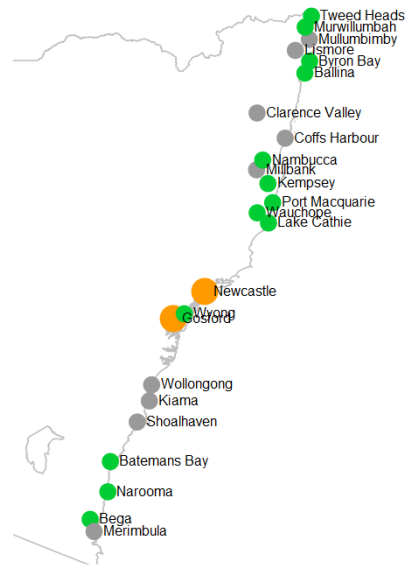 Tweed Heads
Murwillumbah
Mullumbimby
Lismore
Byron Bay
Ballina
Clarence Valley
Coffs Harbour
Nambucca
Millbank
Kempsey
Port Macquarie
Wauchope
Lake Cathie
Newcastle
Wyong
Gosford
Wollongong
Kiama
Shoalhaven
Batemans Bay
Narooma
Bega
Merimbula